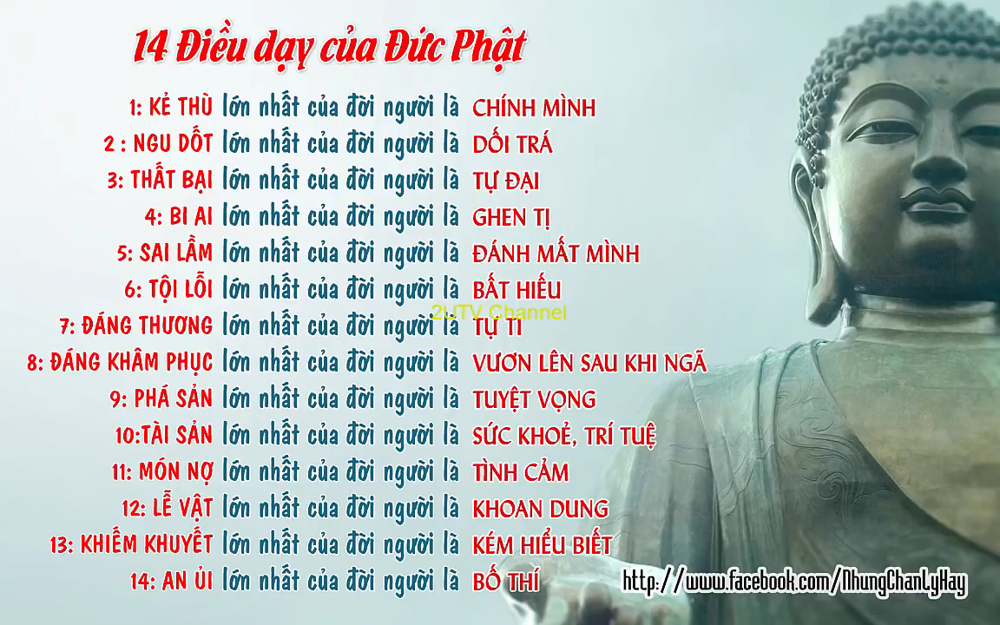 14 Điều dạy của Đức Phật
1: KẺ THÙ lớn nhất của đời người là CHÍNH MÌNH
2 : NGU DỐT lớn nhất của đời người là DỐI TRÁ
3: THẤT BẠI lớn nhất của đời người là TỰ ĐẠI
4: BI AI lớn nhất của đời người là GHEN TỊ
5: SAI LẦM lớn nhất của đời người là ĐÁNH MẤT MÌNH
6: TỘI LỖI lớn nhất của đời người là BẤT HIẾU
2UTV Channel
7: ĐÁNG THƯƠNG lớn nhất của đời người là TỰ TI
8: ĐÁNG KHÂM PHỤC lớn nhất của đời người là VƯƠN LÊN SAU KHI NGÃ
9: PHÁ SẢN lớn nhất của đời người là TUYỆT VỌNG
10:TÀI SẢN lớn nhất của đời người là SỨC KHOẺ, TRÍ TUỆ
11: MÓN NỢ lớn nhất của đời người là TÌNH CẢM
12: LỄ VẬT lớn nhất của đời người là KHOAN DUNG
13: KHIẾM KHUYẾT lớn nhất của đời người là KÉM HIỂU BIẾT
14: AN ỦI lớn nhất của đời người là BỐ THÍ
http://www.facebook.com/NhungChanLyHay